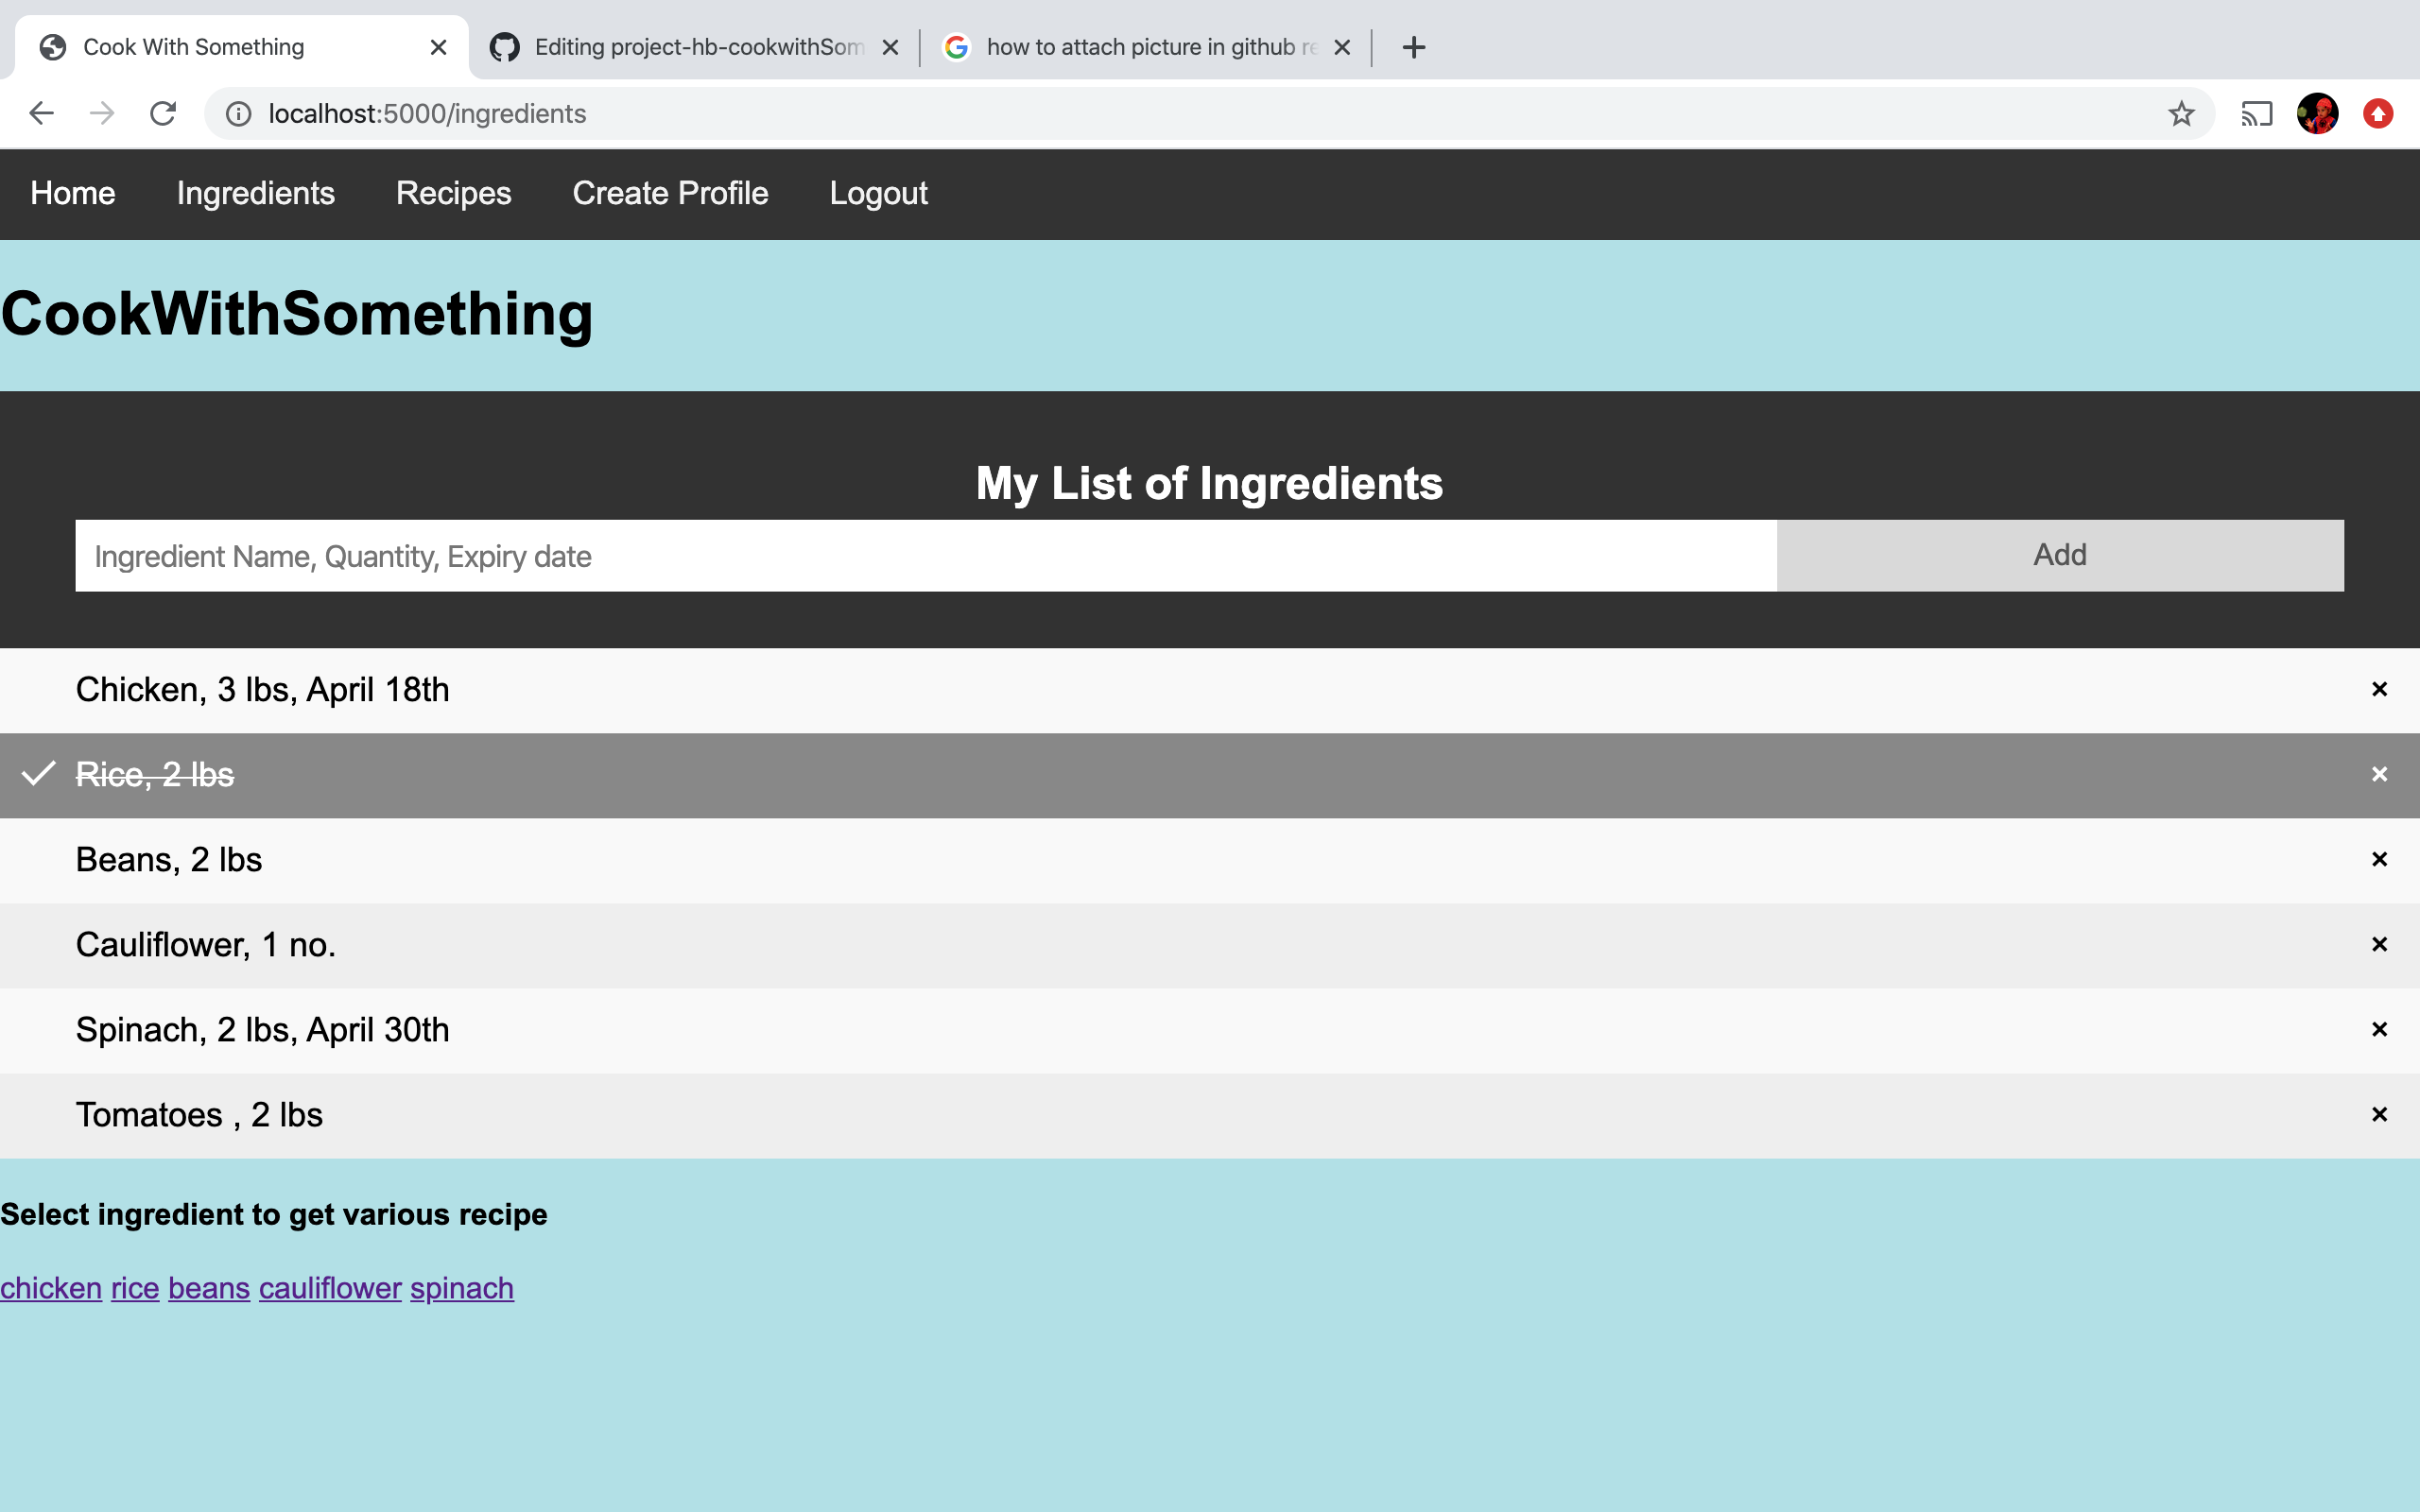 Cook With Something
Editing project-hb-cookwithSom
how to attach picture in github re
localhost:5000/ingredients
Home Ingredients Recipes Create Profile Logout
CookWithSomething
My List of Ingredients
Ingredient Name, Quantity, Expiry date
Add
Chicken, 3 lbs, April 18th ×
Rice, 2 lbs ×
Beans, 2 lbs ×
Cauliflower, 1 no. ×
Spinach, 2 lbs, April 30th ×
Tomatoes , 2 lbs ×
Select ingredient to get various recipe
chicken rice beans cauliflower spinach